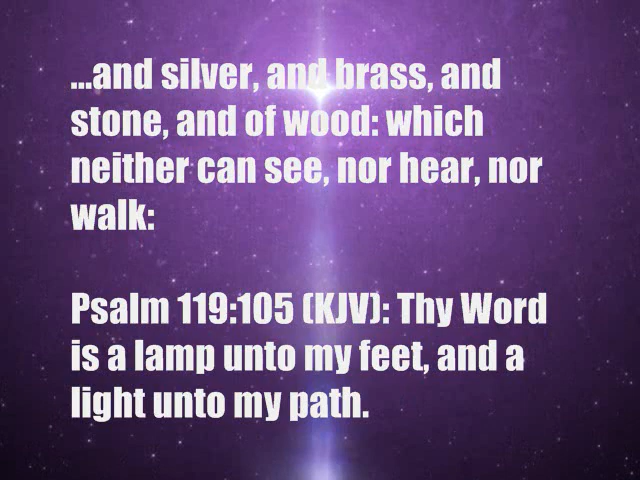 ...and silver, and brass, and
stone, and of wood: which
neither can see, nor hear, nor
walk:
Psalm 119:105 (KJV): Thy Word
is a lamp unto my feet, and a
light unto my path.